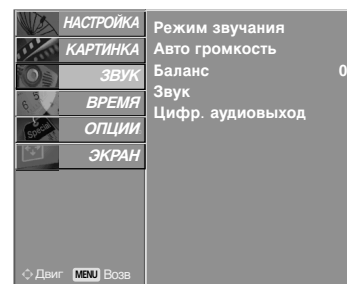 НАСТРОЙКА
КАРТИНКА
ЗВУК
ВРЕМЯ
ОПЦИИ
ЭКРАН
Режим звучания
Авто громкость
Баланс 0
Звук
Цифр. аудиовыход
Двиг MENU Возв